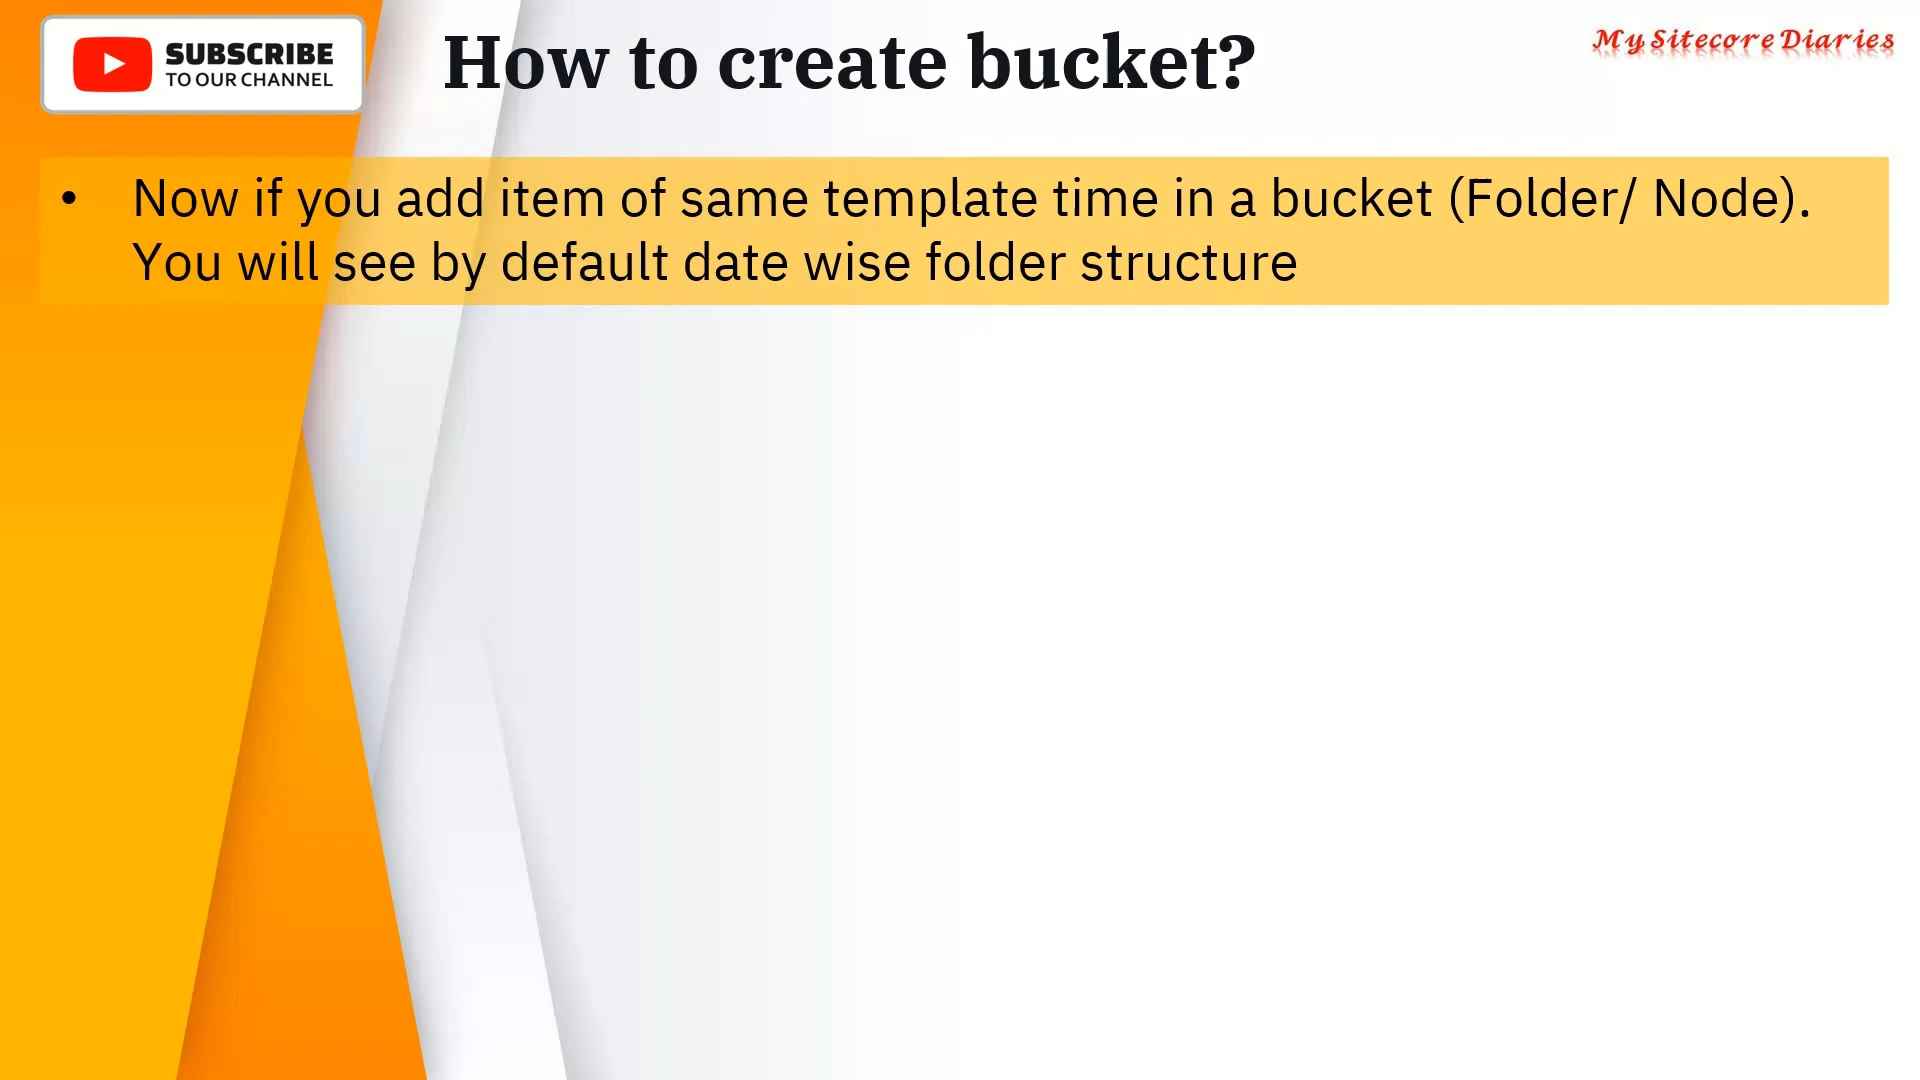 SUBSCRIBE
TO OUR CHANNEL
How to create bucket?
My Sitecore Diaries
• Now if you add item of same template time in a bucket (Folder/ Node).
You will see by default date wise folder structure